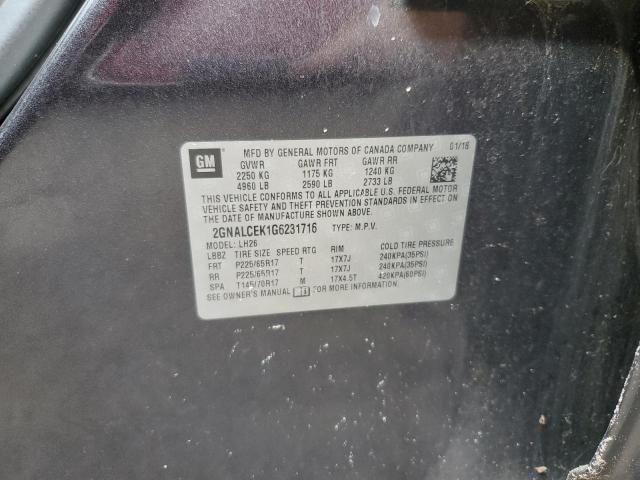 MFD BY GENERAL MOTORS OF CANADA COMPANY 01/16
GM
GVWR GAWR FRT GAWR RR
2250 KG 1175 KG 1240 KG
4960 LB 2590 LB 2733 LB
THIS VEHICLE CONFORMS TO ALL APPLICABLE U.S. FEDERAL MOTOR
VEHICLE SAFETY, BUMPER, AND THEFT PREVENTION STANDARDS IN
EFFECT ON THE DATE OF MANUFACTURE SHOWN ABOVE.
2GNALCEK1G6231716 TYPE: M.P.V.
MODEL: LH26
LBB2 TIRE SIZE SPEED RTG RIM COLD TIRE PRESSURE
FRT P225/65R17 T 17X7J 240KPA(35PSI)
RR P225/65R17 T 17X7J 240KPA(35PSI)
SPA T145/70R17 M 17X4.5T 420KPA(60PSI)
SEE OWNER'S MANUAL FOR MORE INFORMATION.